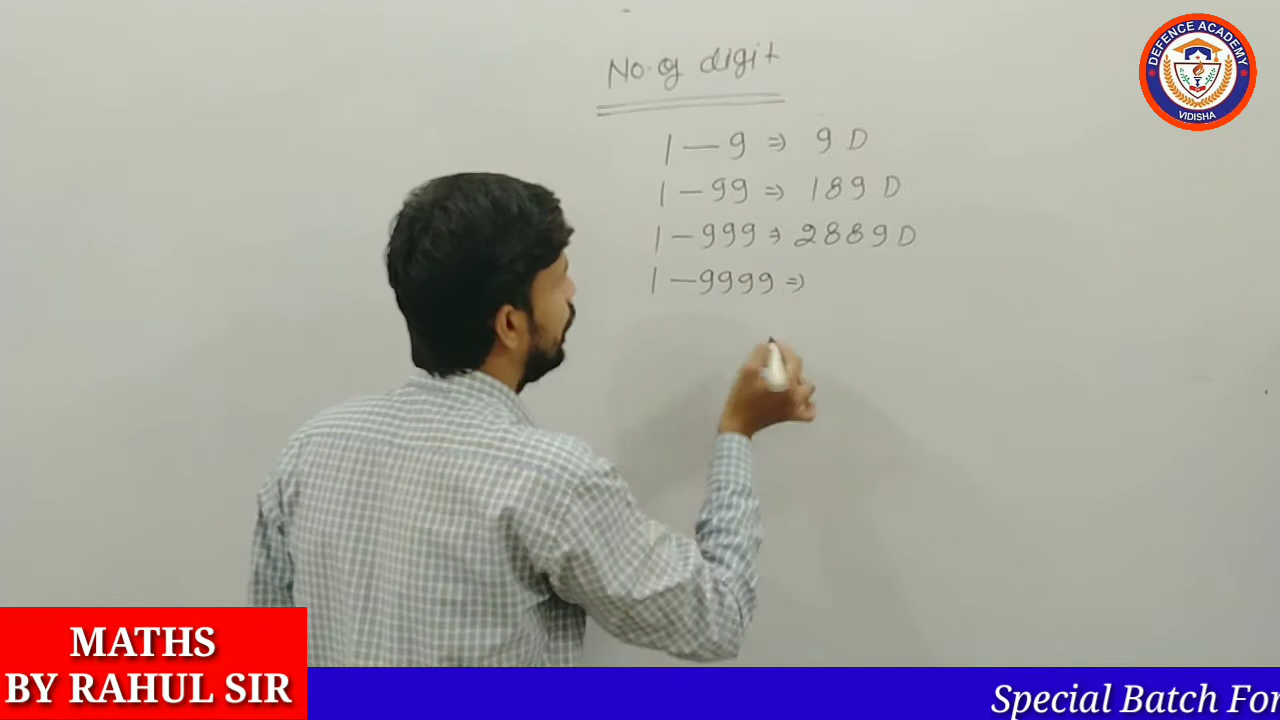 No. of digit
1 — 9 ⇒ 9 D
1 — 99 ⇒ 189 D
1 — 999 ⇒ 2889 D
1 — 9999 ⇒
DEFENCE ACADEMY
VIDISHA
MATHS
BY RAHUL SIR
Special Batch For